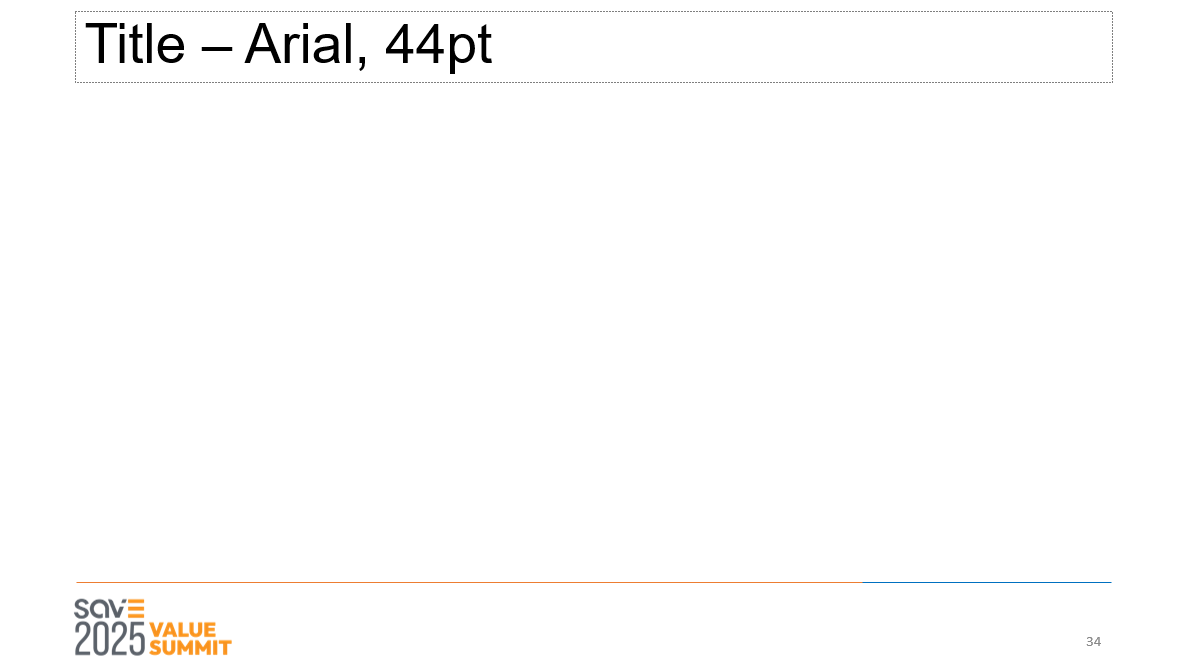 Title – Arial, 44pt
SAVE
2025 VALUE
SUMMIT
34